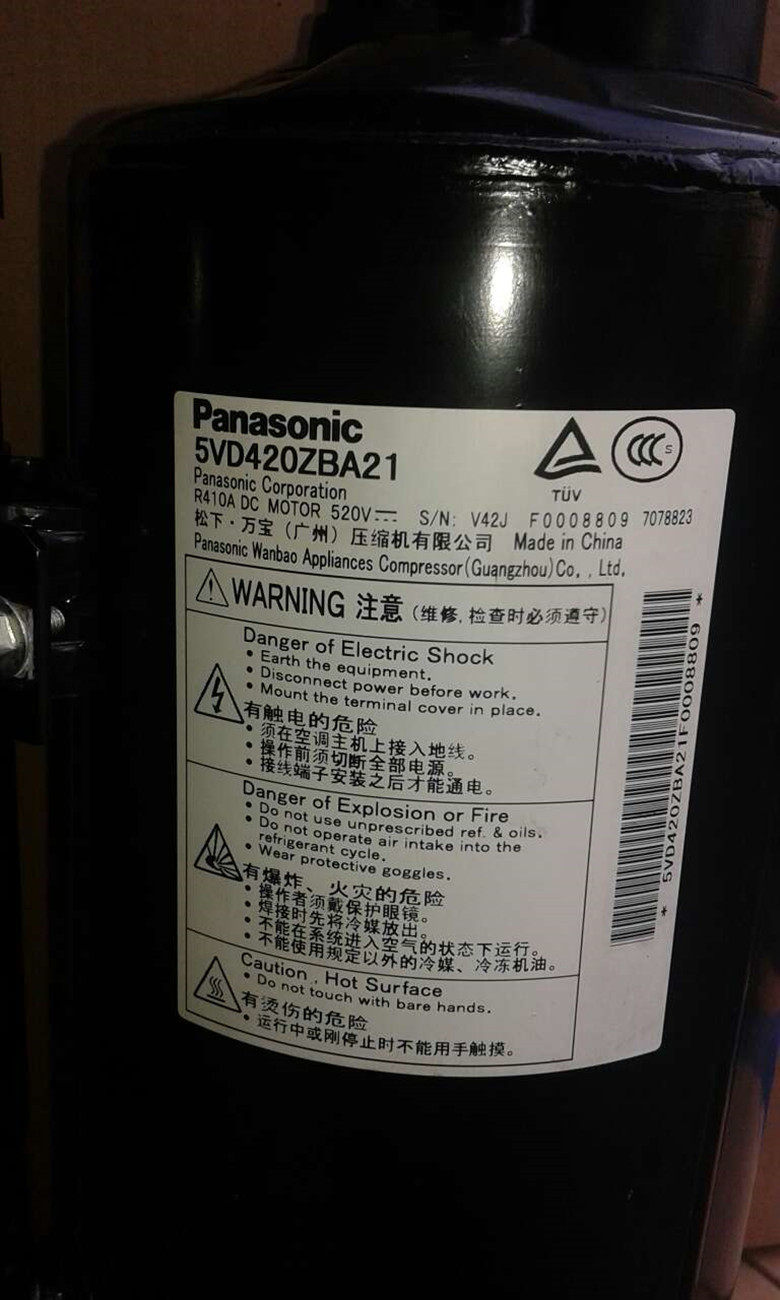 Panasonic
5VD420ZBA21
TÜV
CCC S
Panasonic Corporation
R410A DC MOTOR 520V S/N: V42J F0008809 7078823
松下·万宝（广州）压缩机有限公司 Made in China
Panasonic Wanbao Appliances Compressor(Guangzhou)Co., Ltd.
WARNING 注意（维修,检查时必须遵守）
Danger of Electric Shock
• Earth the equipment.
• Disconnect power before work.
• Mount the terminal cover in place.
有触电的危险
• 须在空调主机上接入地线。
• 操作前须切断全部电源。
• 接线端子安装之后才能通电。
Danger of Explosion or Fire
• Do not use unprescribed ref. & oils.
• Do not operate air intake into the
refrigerant cycle.
• Wear protective goggles.
有爆炸、火灾的危险
• 操作者须戴保护眼镜。
• 焊接时先将冷媒放出。
• 不能在系统进入空气的状态下运行。
• 不能使用规定以外的冷媒、冷冻机油。
Caution , Hot Surface
• Do not touch with bare hands.
有烫伤的危险
• 运行中或刚停止时不能用手触摸。
* 5VD420ZBA21F0008809 *